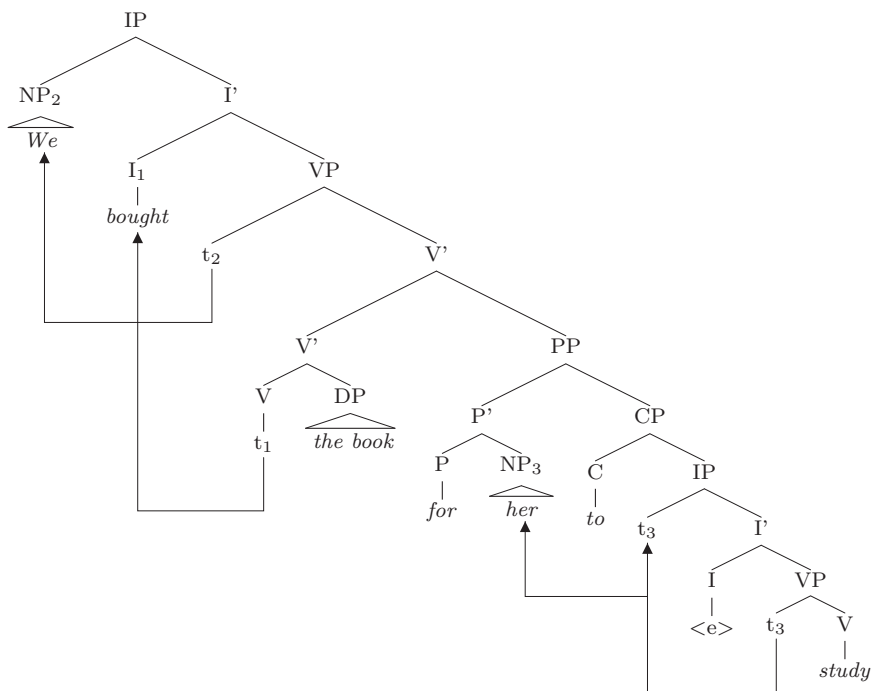 IP
NP₂ I'
We
I₁ VP
bought
t₂ V'
V' PP
V DP P' CP
t₁ the book
P NP₃ C IP
for her to
t₃ I'
I VP
<e> t₃ V
study